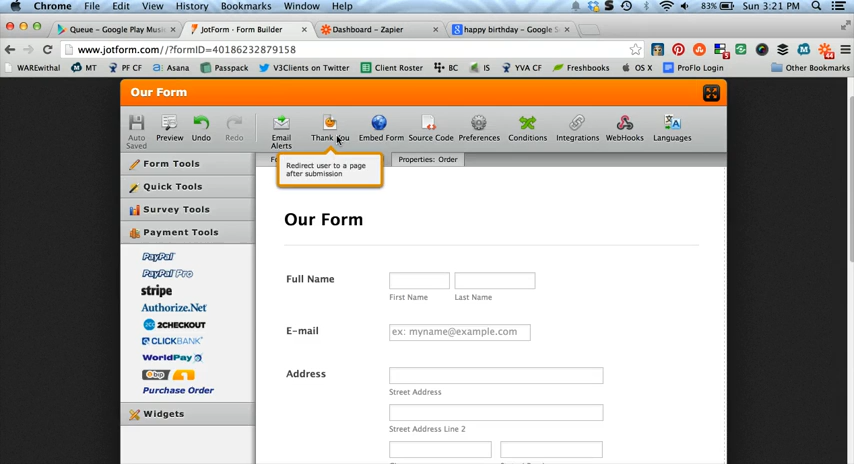 Chrome File Edit View History Bookmarks Window Help 83% Sun 3:21 PM
Queue - Google Play Music JotForm - Form Builder Dashboard - Zapier happy birthday - Google S
www.jotform.com//?formID=40186232879158
WAREwithal MT PF CF Asana Passpack V3Clients on Twitter Client Roster BC IS YVA CF Freshbooks OS X ProFlo Login Other Bookmarks
Our Form
Auto Saved Preview Undo Redo Email Alerts Thank You Embed Form Source Code Preferences Conditions Integrations WebHooks Languages
Form Tools
Quick Tools
Survey Tools
Payment Tools
PayPal
PayPal Pro
stripe
Authorize.Net
2CHECKOUT
CLICKBANK
WorldPay
Purchase Order
Widgets
Properties: Order
Redirect user to a page
after submission
Our Form
Full Name
First Name Last Name
E-mail ex: myname@example.com
Address
Street Address
Street Address Line 2